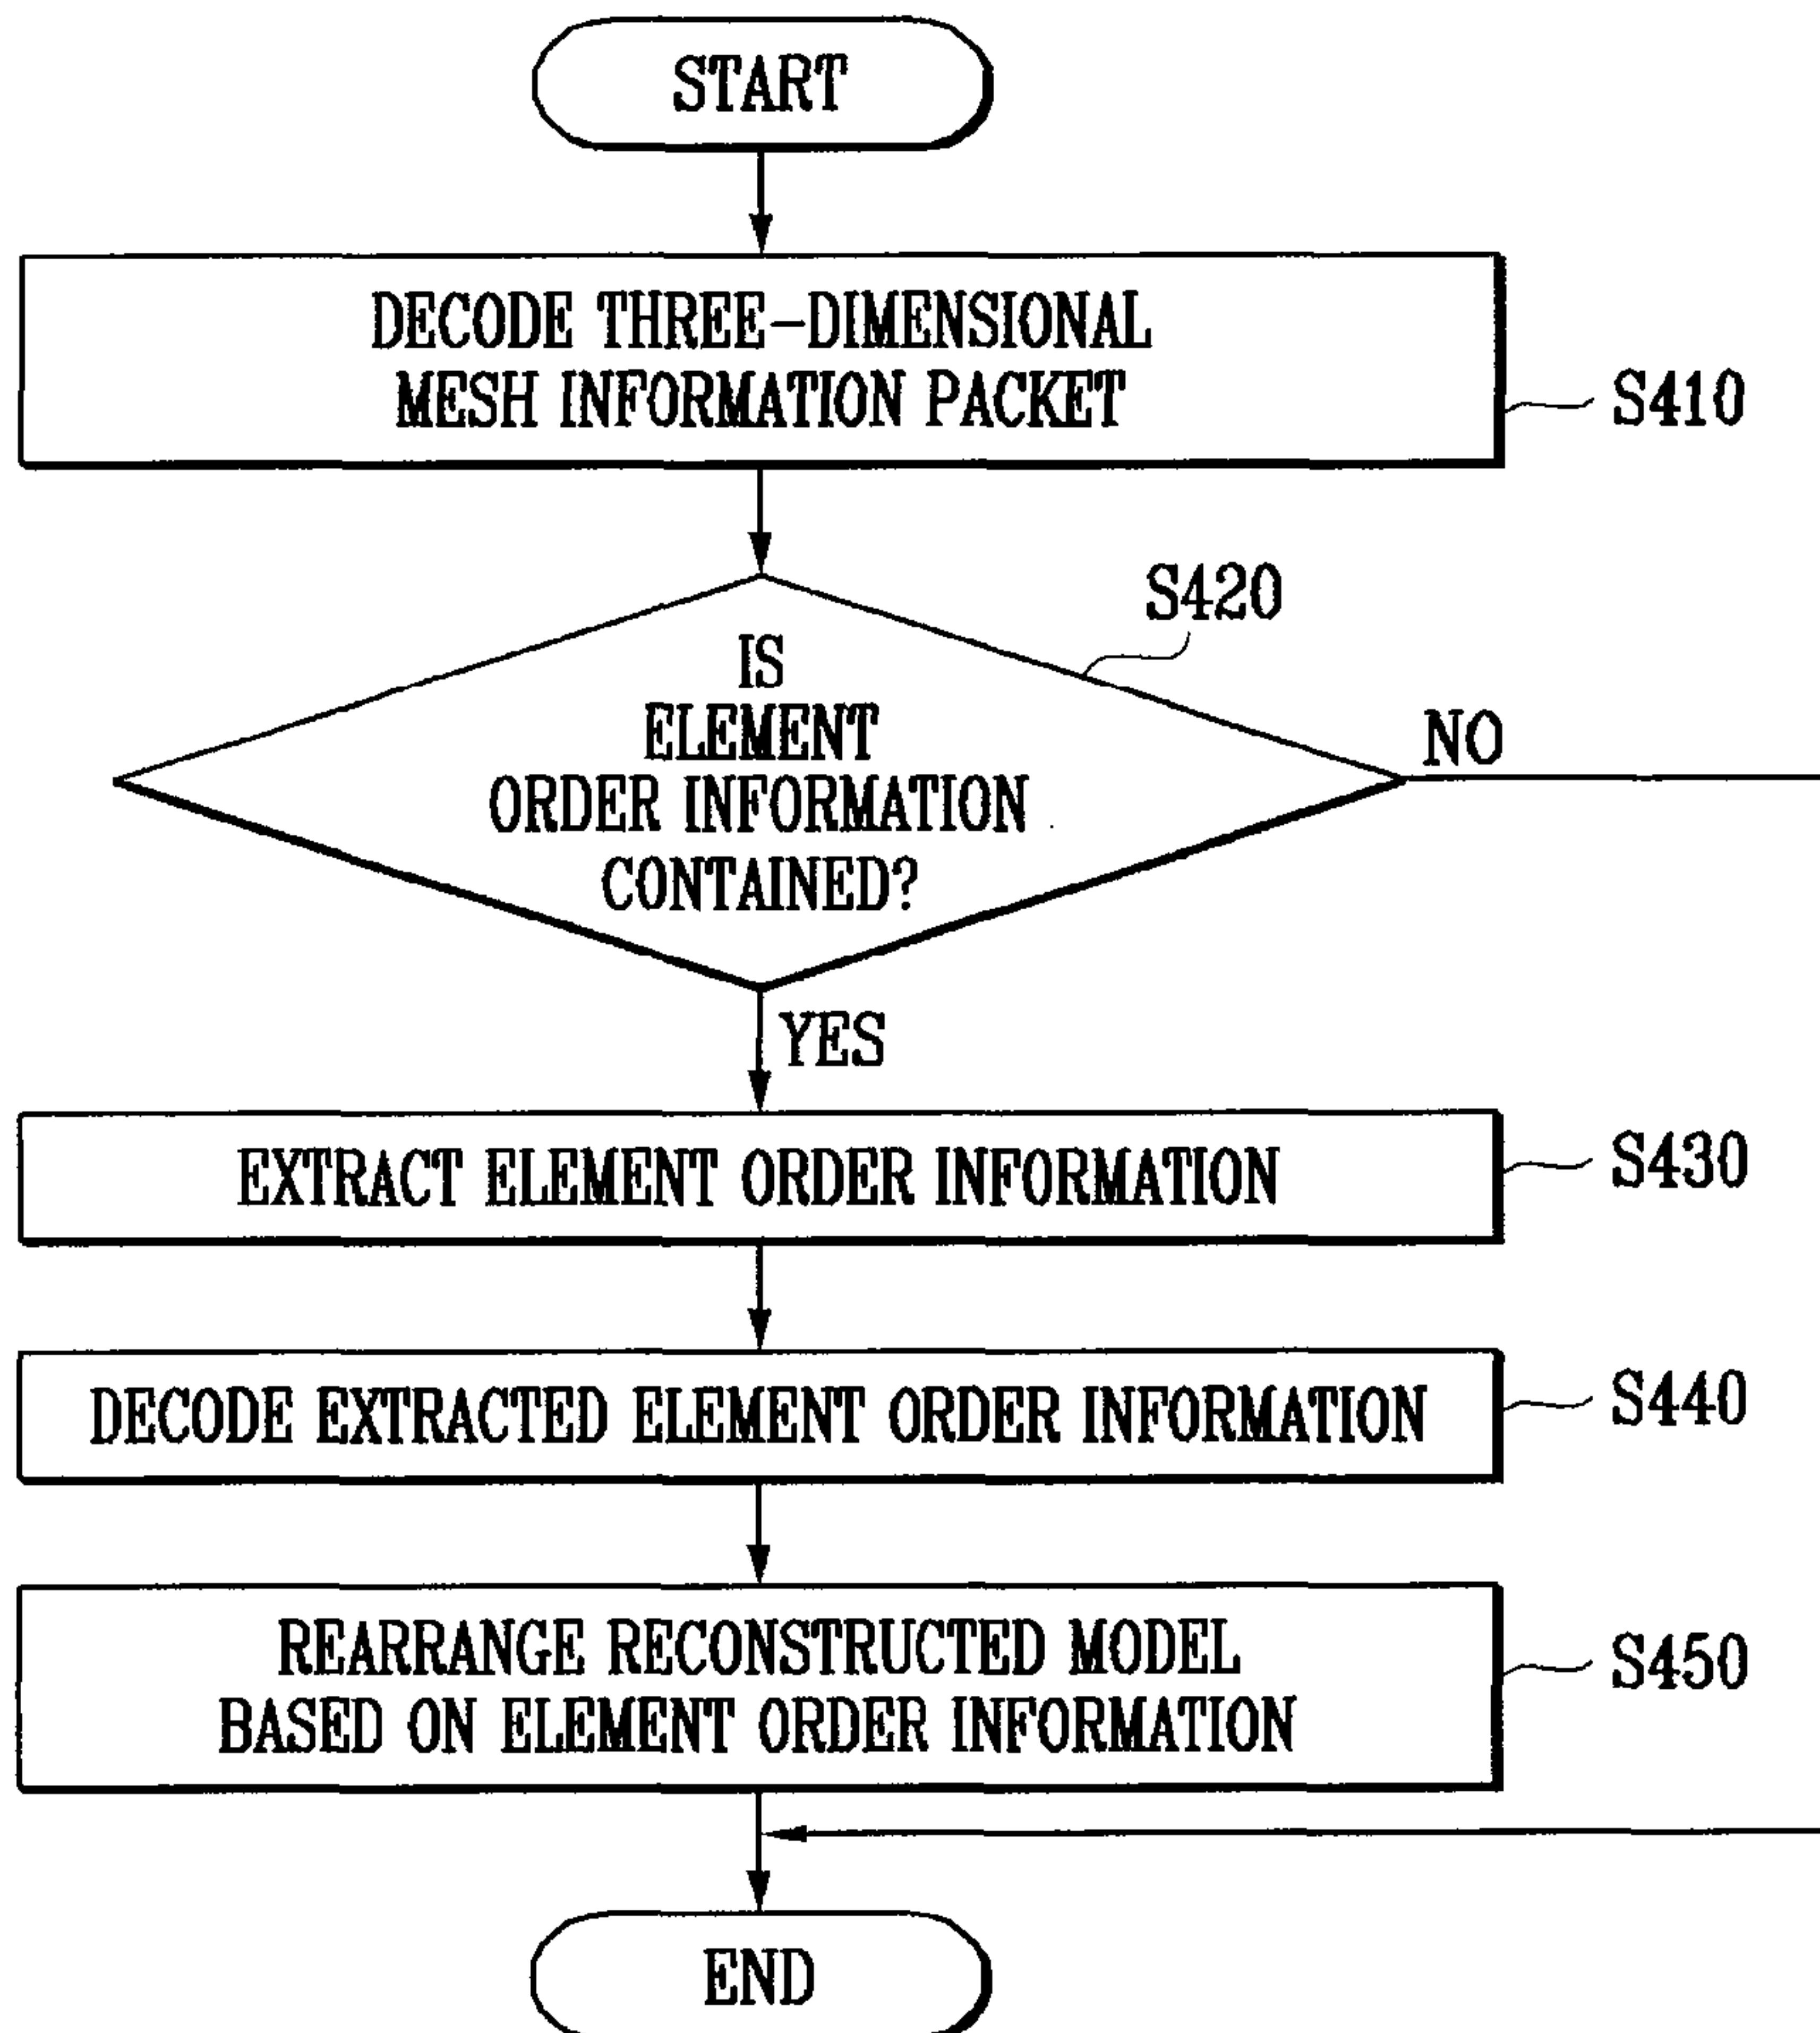 START
DECODE THREE-DIMENSIONAL
MESH INFORMATION PACKET
S410
S420
IS
ELEMENT
ORDER INFORMATION
CONTAINED?
NO
YES
EXTRACT ELEMENT ORDER INFORMATION
S430
DECODE EXTRACTED ELEMENT ORDER INFORMATION
S440
REARRANGE RECONSTRUCTED MODEL
BASED ON ELEMENT ORDER INFORMATION
S450
END